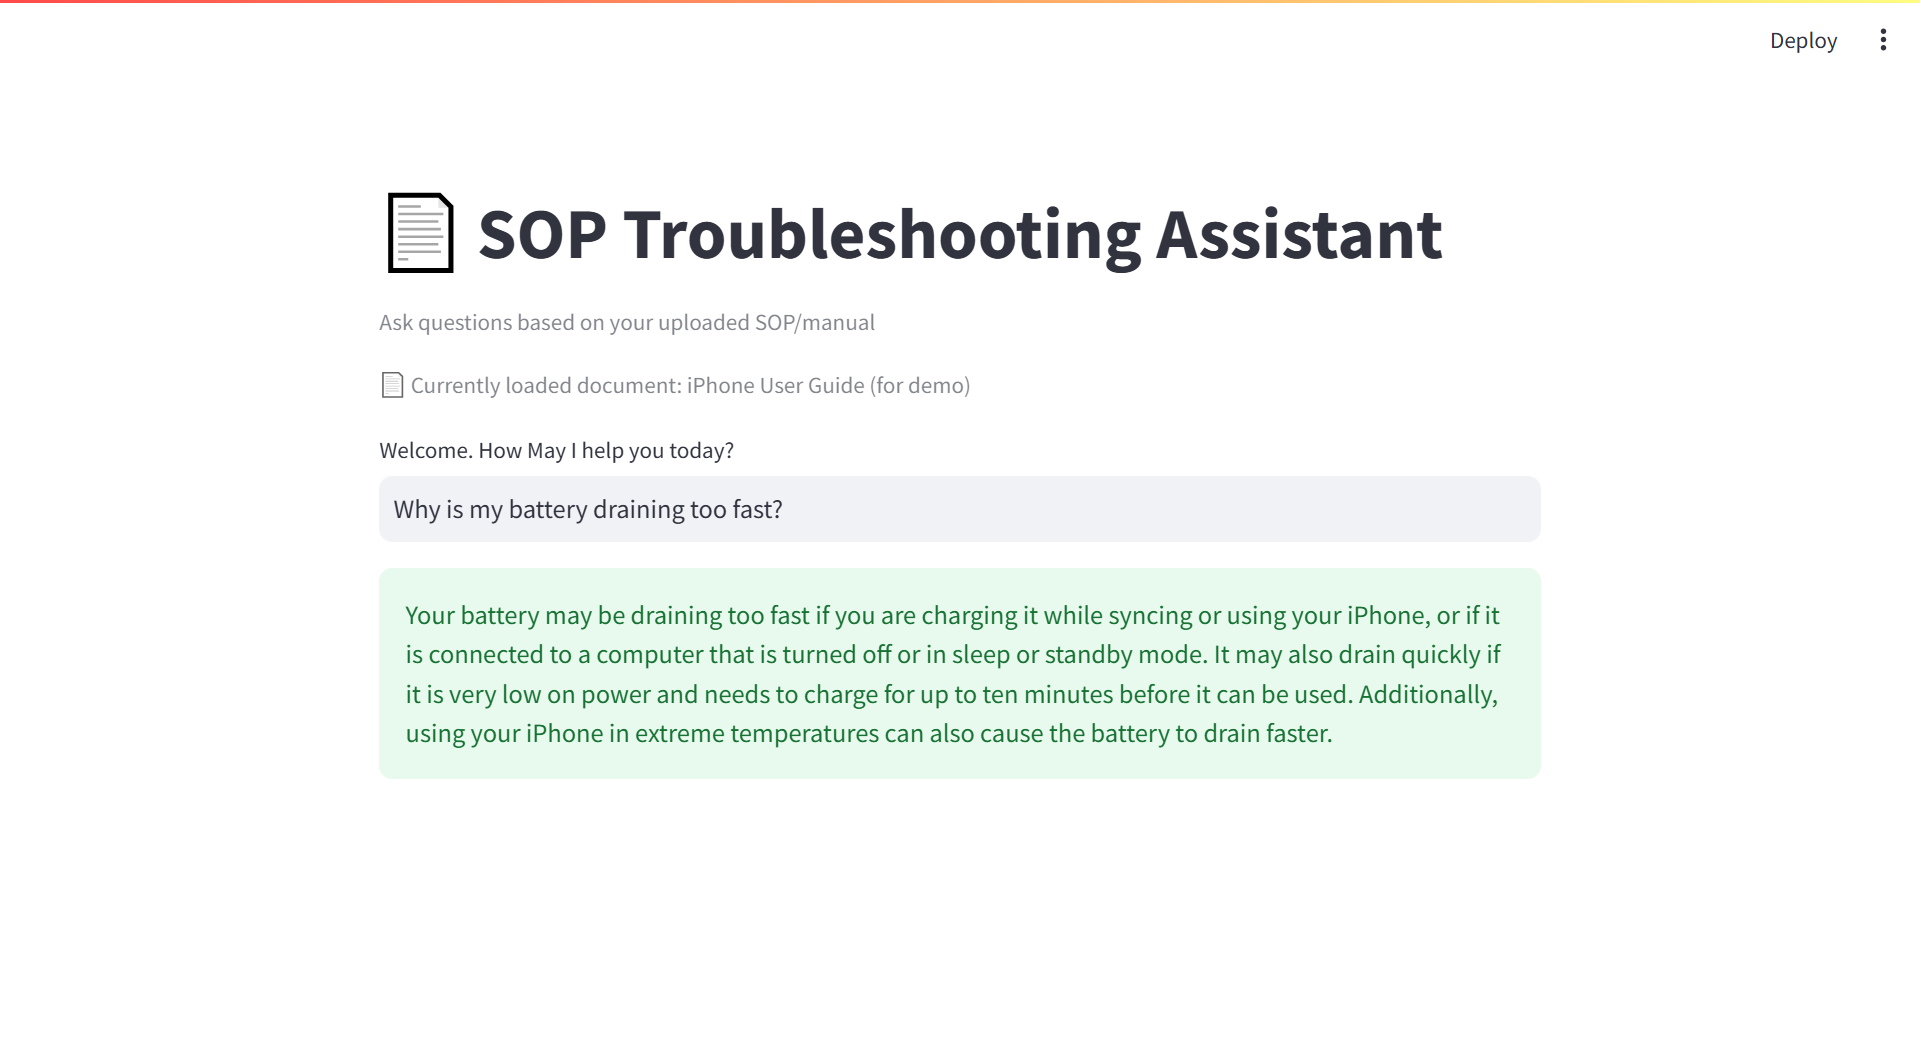 Deploy
SOP Troubleshooting Assistant
Ask questions based on your uploaded SOP/manual
Currently loaded document: iPhone User Guide (for demo)
Welcome. How May I help you today?
Why is my battery draining too fast?
Your battery may be draining too fast if you are charging it while syncing or using your iPhone, or if it
is connected to a computer that is turned off or in sleep or standby mode. It may also drain quickly if
it is very low on power and needs to charge for up to ten minutes before it can be used. Additionally,
using your iPhone in extreme temperatures can also cause the battery to drain faster.